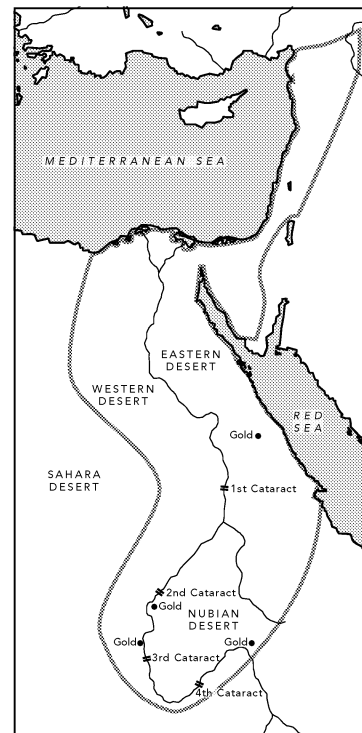 MEDITERRANEAN SEA
EASTERN
DESERT
WESTERN
DESERT
RED
SEA
Gold
SAHARA
DESERT
1st Cataract
2nd Cataract
Gold
NUBIAN
DESERT
Gold
Gold
3rd Cataract
4th Cataract